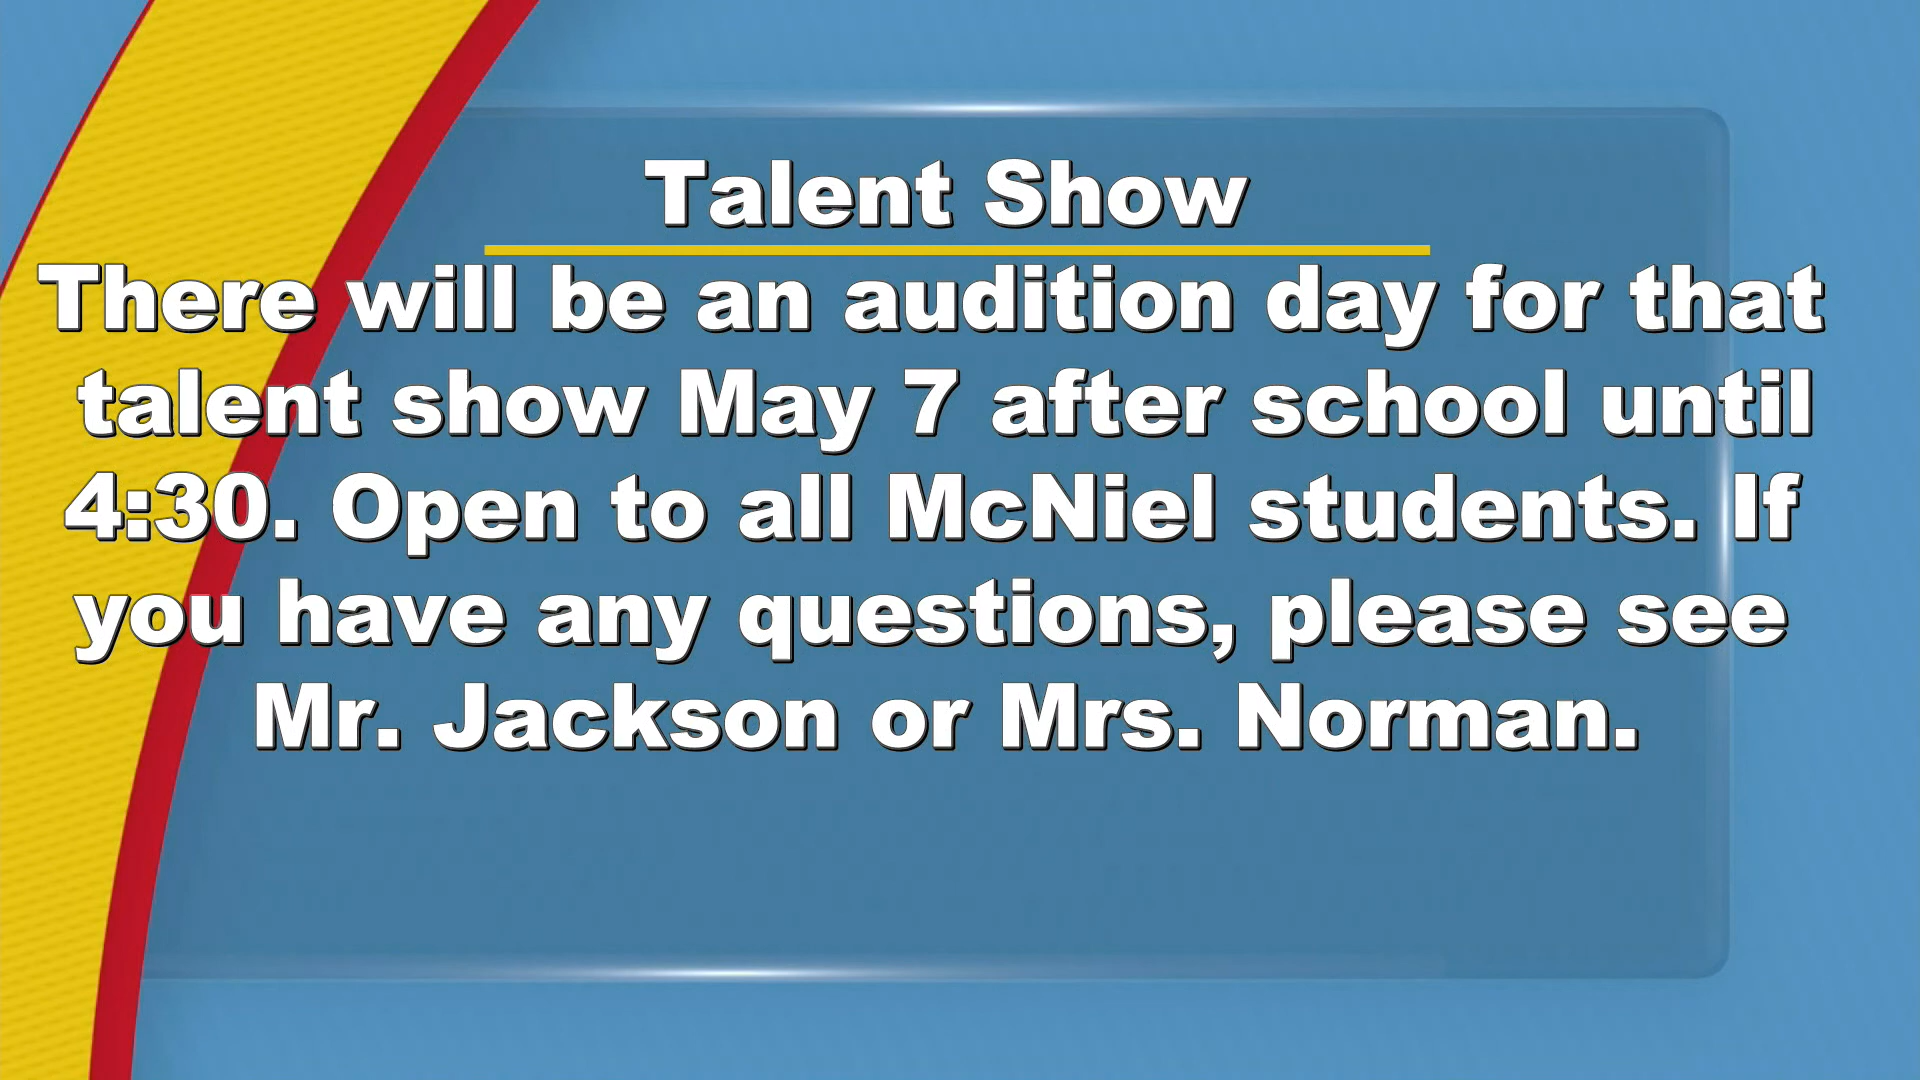 Talent Show
There will be an audition day for that
talent show May 7 after school until
4:30. Open to all McNiel students. If
you have any questions, please see
Mr. Jackson or Mrs. Norman.